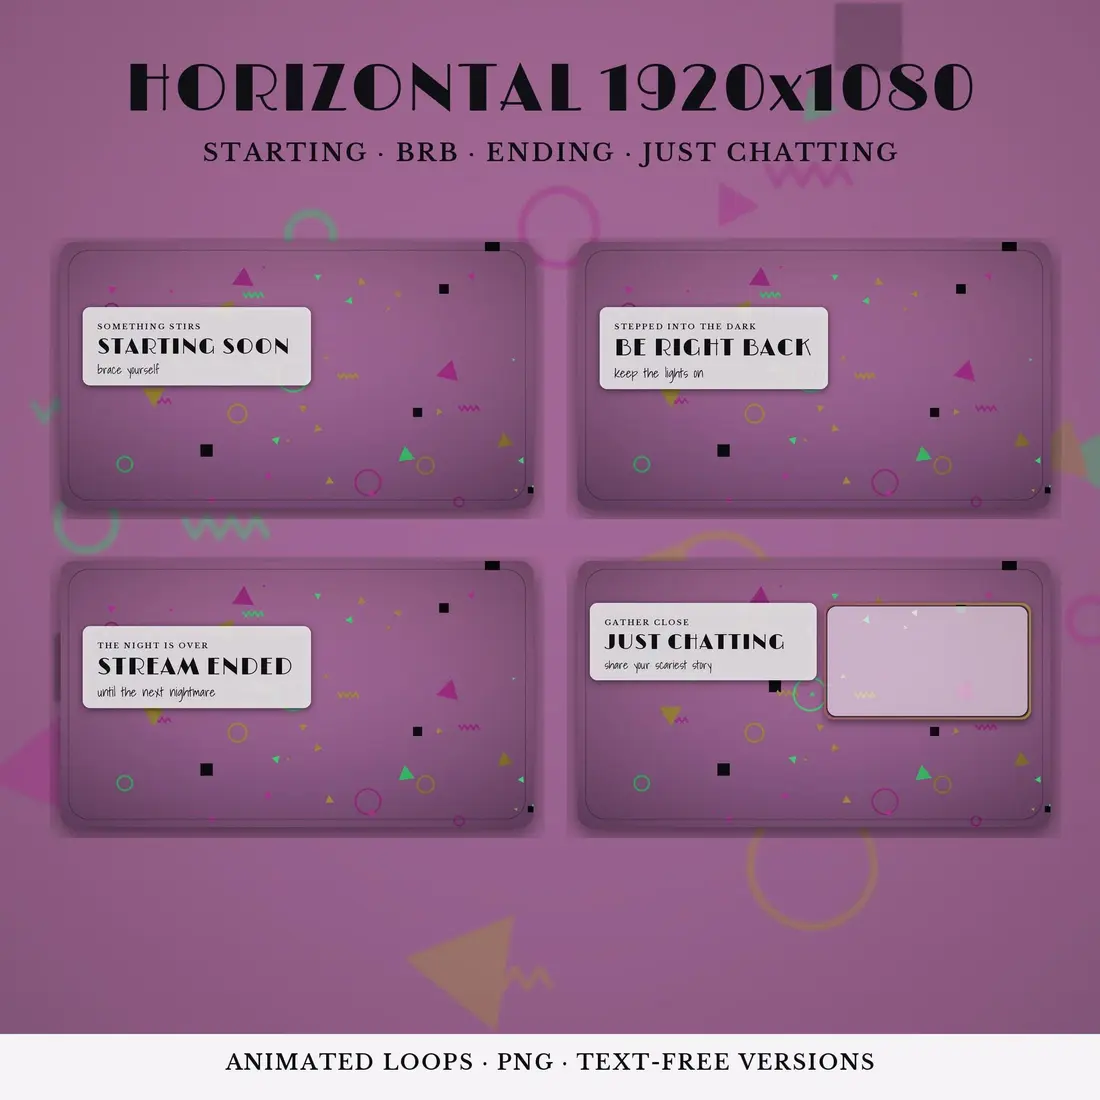 HORIZONTAL 1920x1080
STARTING · BRB · ENDING · JUST CHATTING
SOMETHING STIRS
STARTING SOON
brace yourself
STEPPED INTO THE DARK
BE RIGHT BACK
keep the lights on
THE NIGHT IS OVER
STREAM ENDED
until the next nightmare
GATHER CLOSE
JUST CHATTING
share your scariest story
ANIMATED LOOPS · PNG · TEXT-FREE VERSIONS